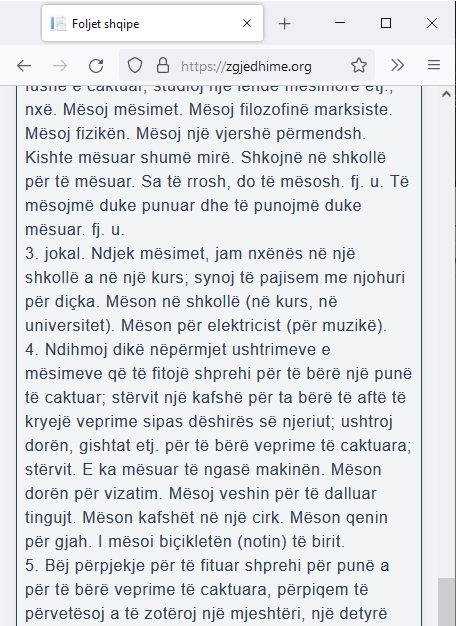 Foljet shqipe
https://zgjedhime.org
fushë e caktuar, studioj një lëndë mësimore etj.;
nxë. Mësoj mësimet. Mësoj filozofinë marksiste.
Mësoj fizikën. Mësoj një vjershë përmendsh.
Kishte mësuar shumë mirë. Shkojnë në shkollë
për të mësuar. Sa të rrosh, do të mësosh. fj. u. Të
mësojmë duke punuar dhe të punojmë duke
mësuar. fj. u.
3. jokal. Ndjek mësimet, jam nxënës në një
shkollë a në një kurs; synoj të pajisem me njohuri
për diçka. Mëson në shkollë (në kurs, në
universitet). Mëson për elektricist (për muzikë).
4. Ndihmoj dikë nëpërmjet ushtrimeve e
mësimeve që të fitojë shprehi për të bërë një punë
të caktuar; stërvit një kafshë për ta bërë të aftë të
kryejë veprime sipas dëshirës së njeriut; ushtroj
dorën, gishtat etj. për të bërë veprime të caktuara;
stërvit. E ka mësuar të ngasë makinën. Mëson
dorën për vizatim. Mësoj veshin për të dalluar
tingujt. Mëson kafshët në një cirk. Mëson qenin
për gjah. I mësoi biçikletën (notin) të birit.
5. Bëj përpjekje për të fituar shprehi për punë a
për të bërë veprime të caktuara, përpiqem të
përvetësoj a të zotëroj një mjeshtëri, një detyrë